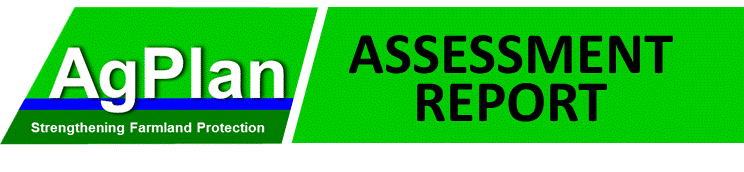 AgPlan
Strengthening Farmland Protection
ASSESSMENT
REPORT